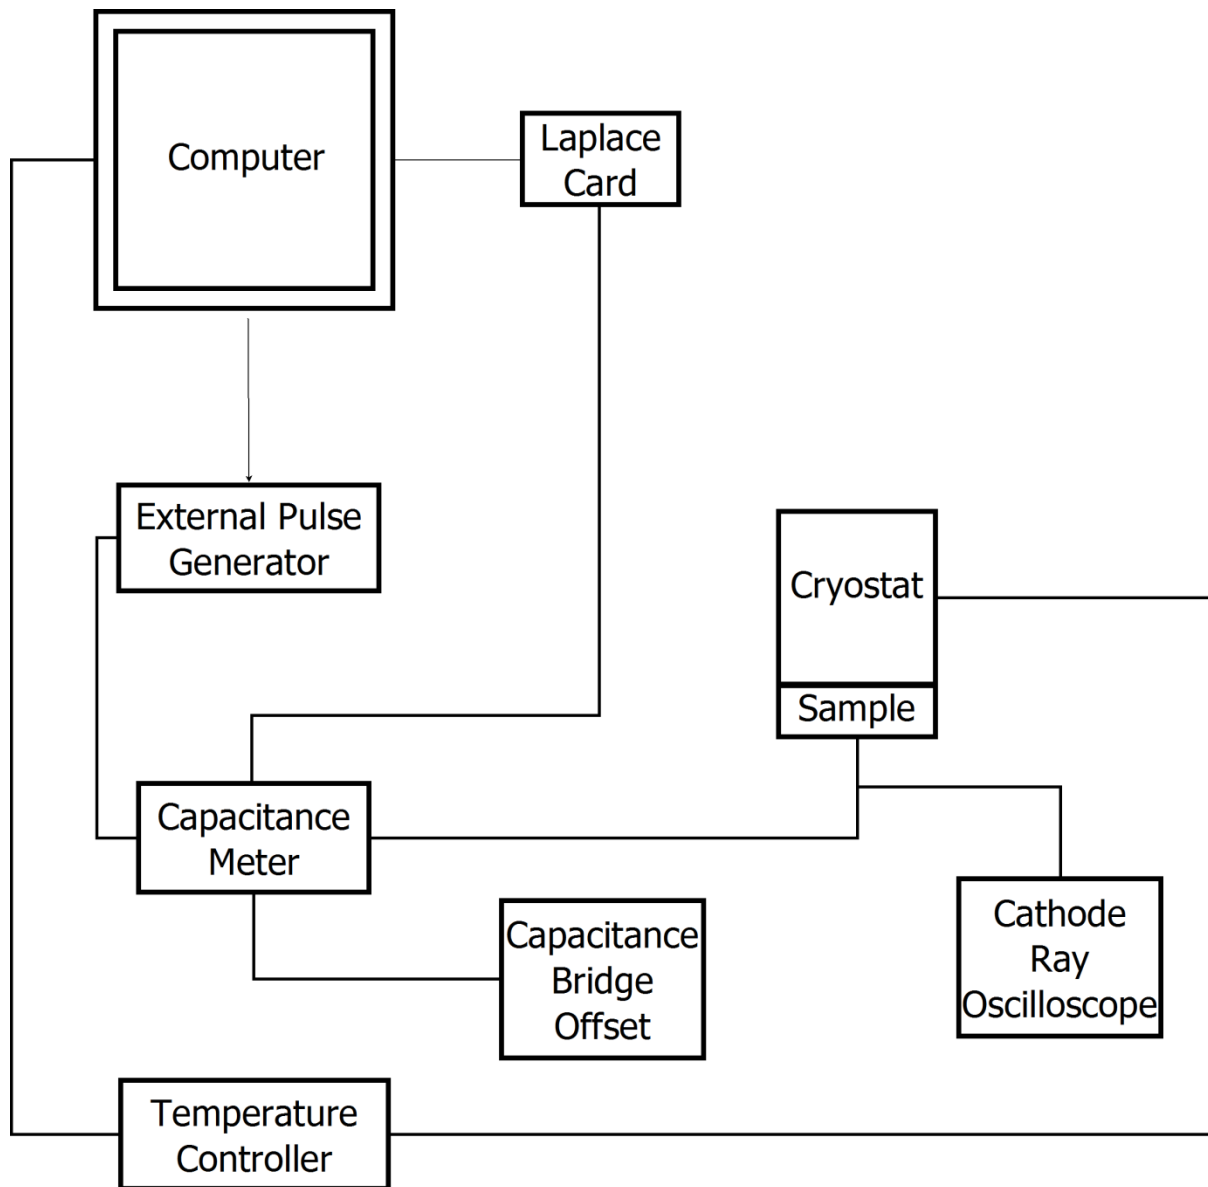 Computer
Laplace
Card
External Pulse
Generator
Cryostat
Sample
Capacitance
Meter
Capacitance
Bridge
Offset
Cathode
Ray
Oscilloscope
Temperature
Controller